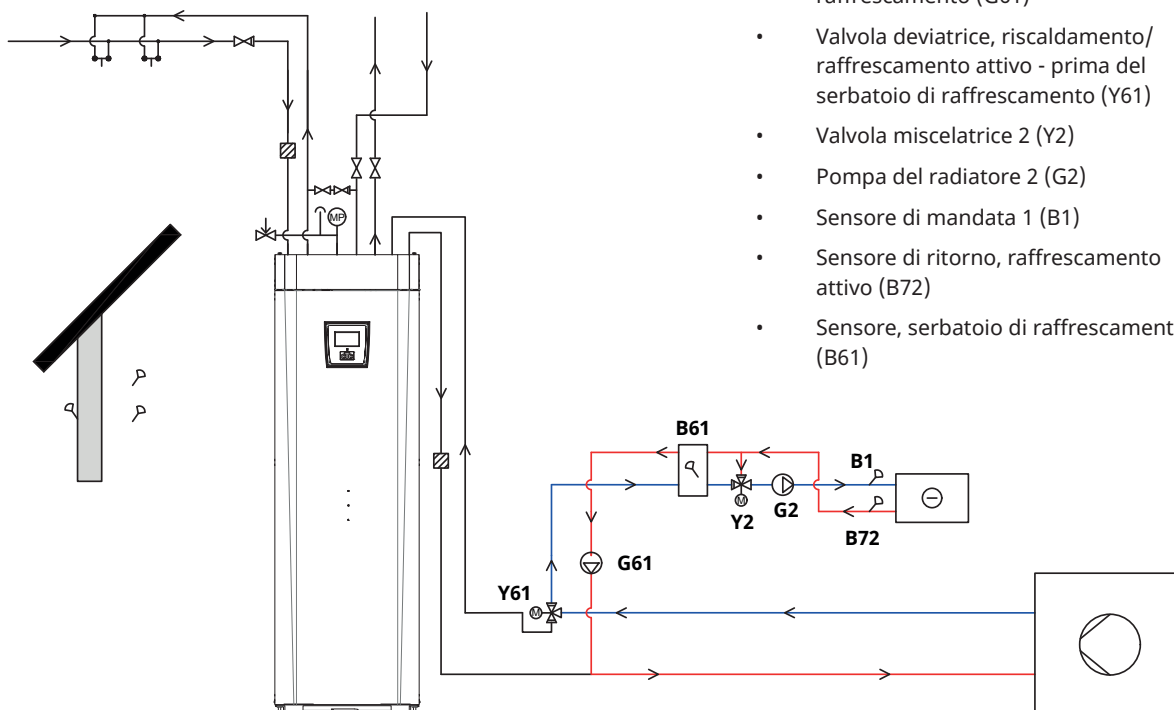 raffrescamento (G61)
• Valvola deviatrice, riscaldamento/
raffrescamento attivo - prima del
serbatoio di raffrescamento (Y61)
• Valvola miscelatrice 2 (Y2)
• Pompa del radiatore 2 (G2)
• Sensore di mandata 1 (B1)
• Sensore di ritorno, raffrescamento
attivo (B72)
• Sensore, serbatoio di raffrescament
(B61)
MP
B61
B1
M
Y2
G2
B72
G61
Y61
M